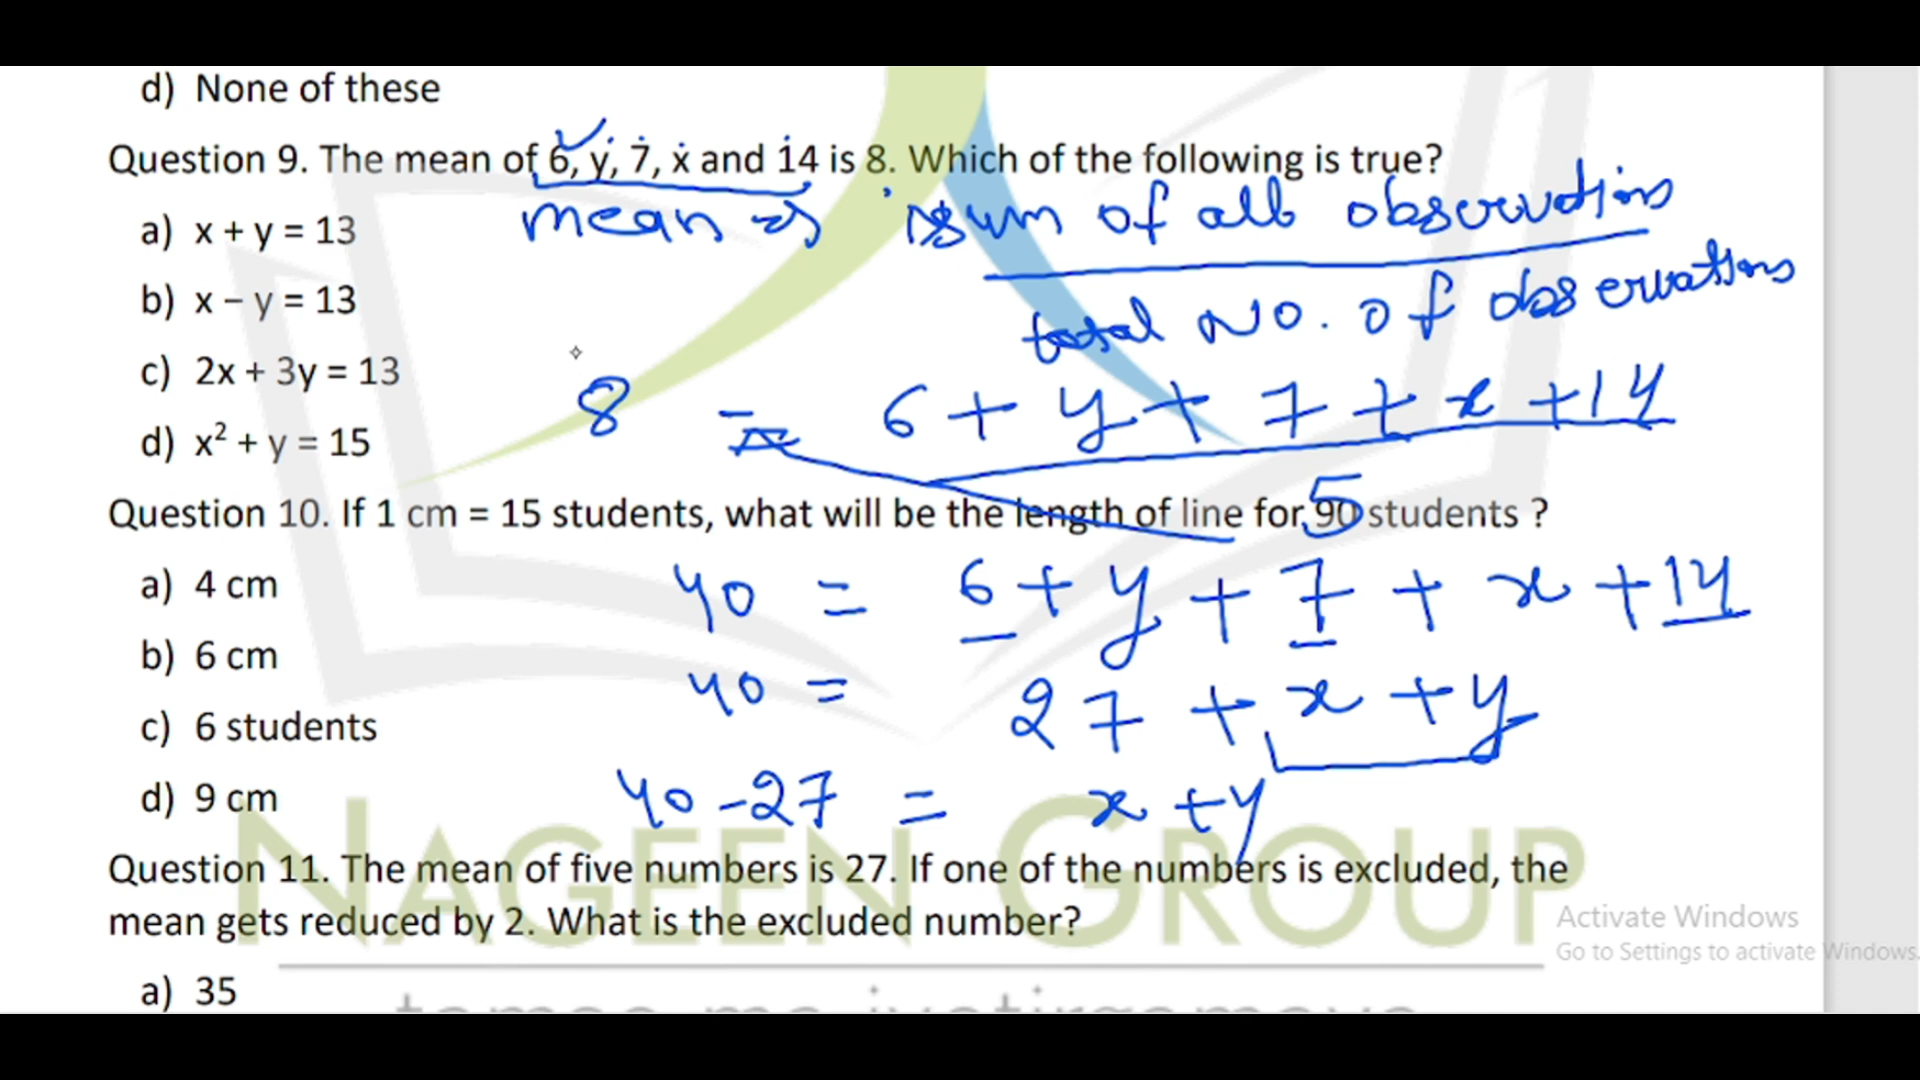 d) None of these
Question 9. The mean of 6, y, 7, x and 14 is 8. Which of the following is true?
a) x + y = 13
mean = sum of all observations
b) x – y = 13
total No. of observations
c) 2x + 3y = 13
8 = 6 + y + 7 + x + 14
d) x² + y = 15
5
Question 10. If 1 cm = 15 students, what will be the length of line for 90 students ?
a) 4 cm
40 = 6 + y + 7 + x + 14
b) 6 cm
40 = 27 + x + y
c) 6 students
40 - 27 = x + y
d) 9 cm
NAGEEN GROUP
Question 11. The mean of five numbers is 27. If one of the numbers is excluded, the
mean gets reduced by 2. What is the excluded number?
Activate Windows
Go to Settings to activate Windows.
a) 35